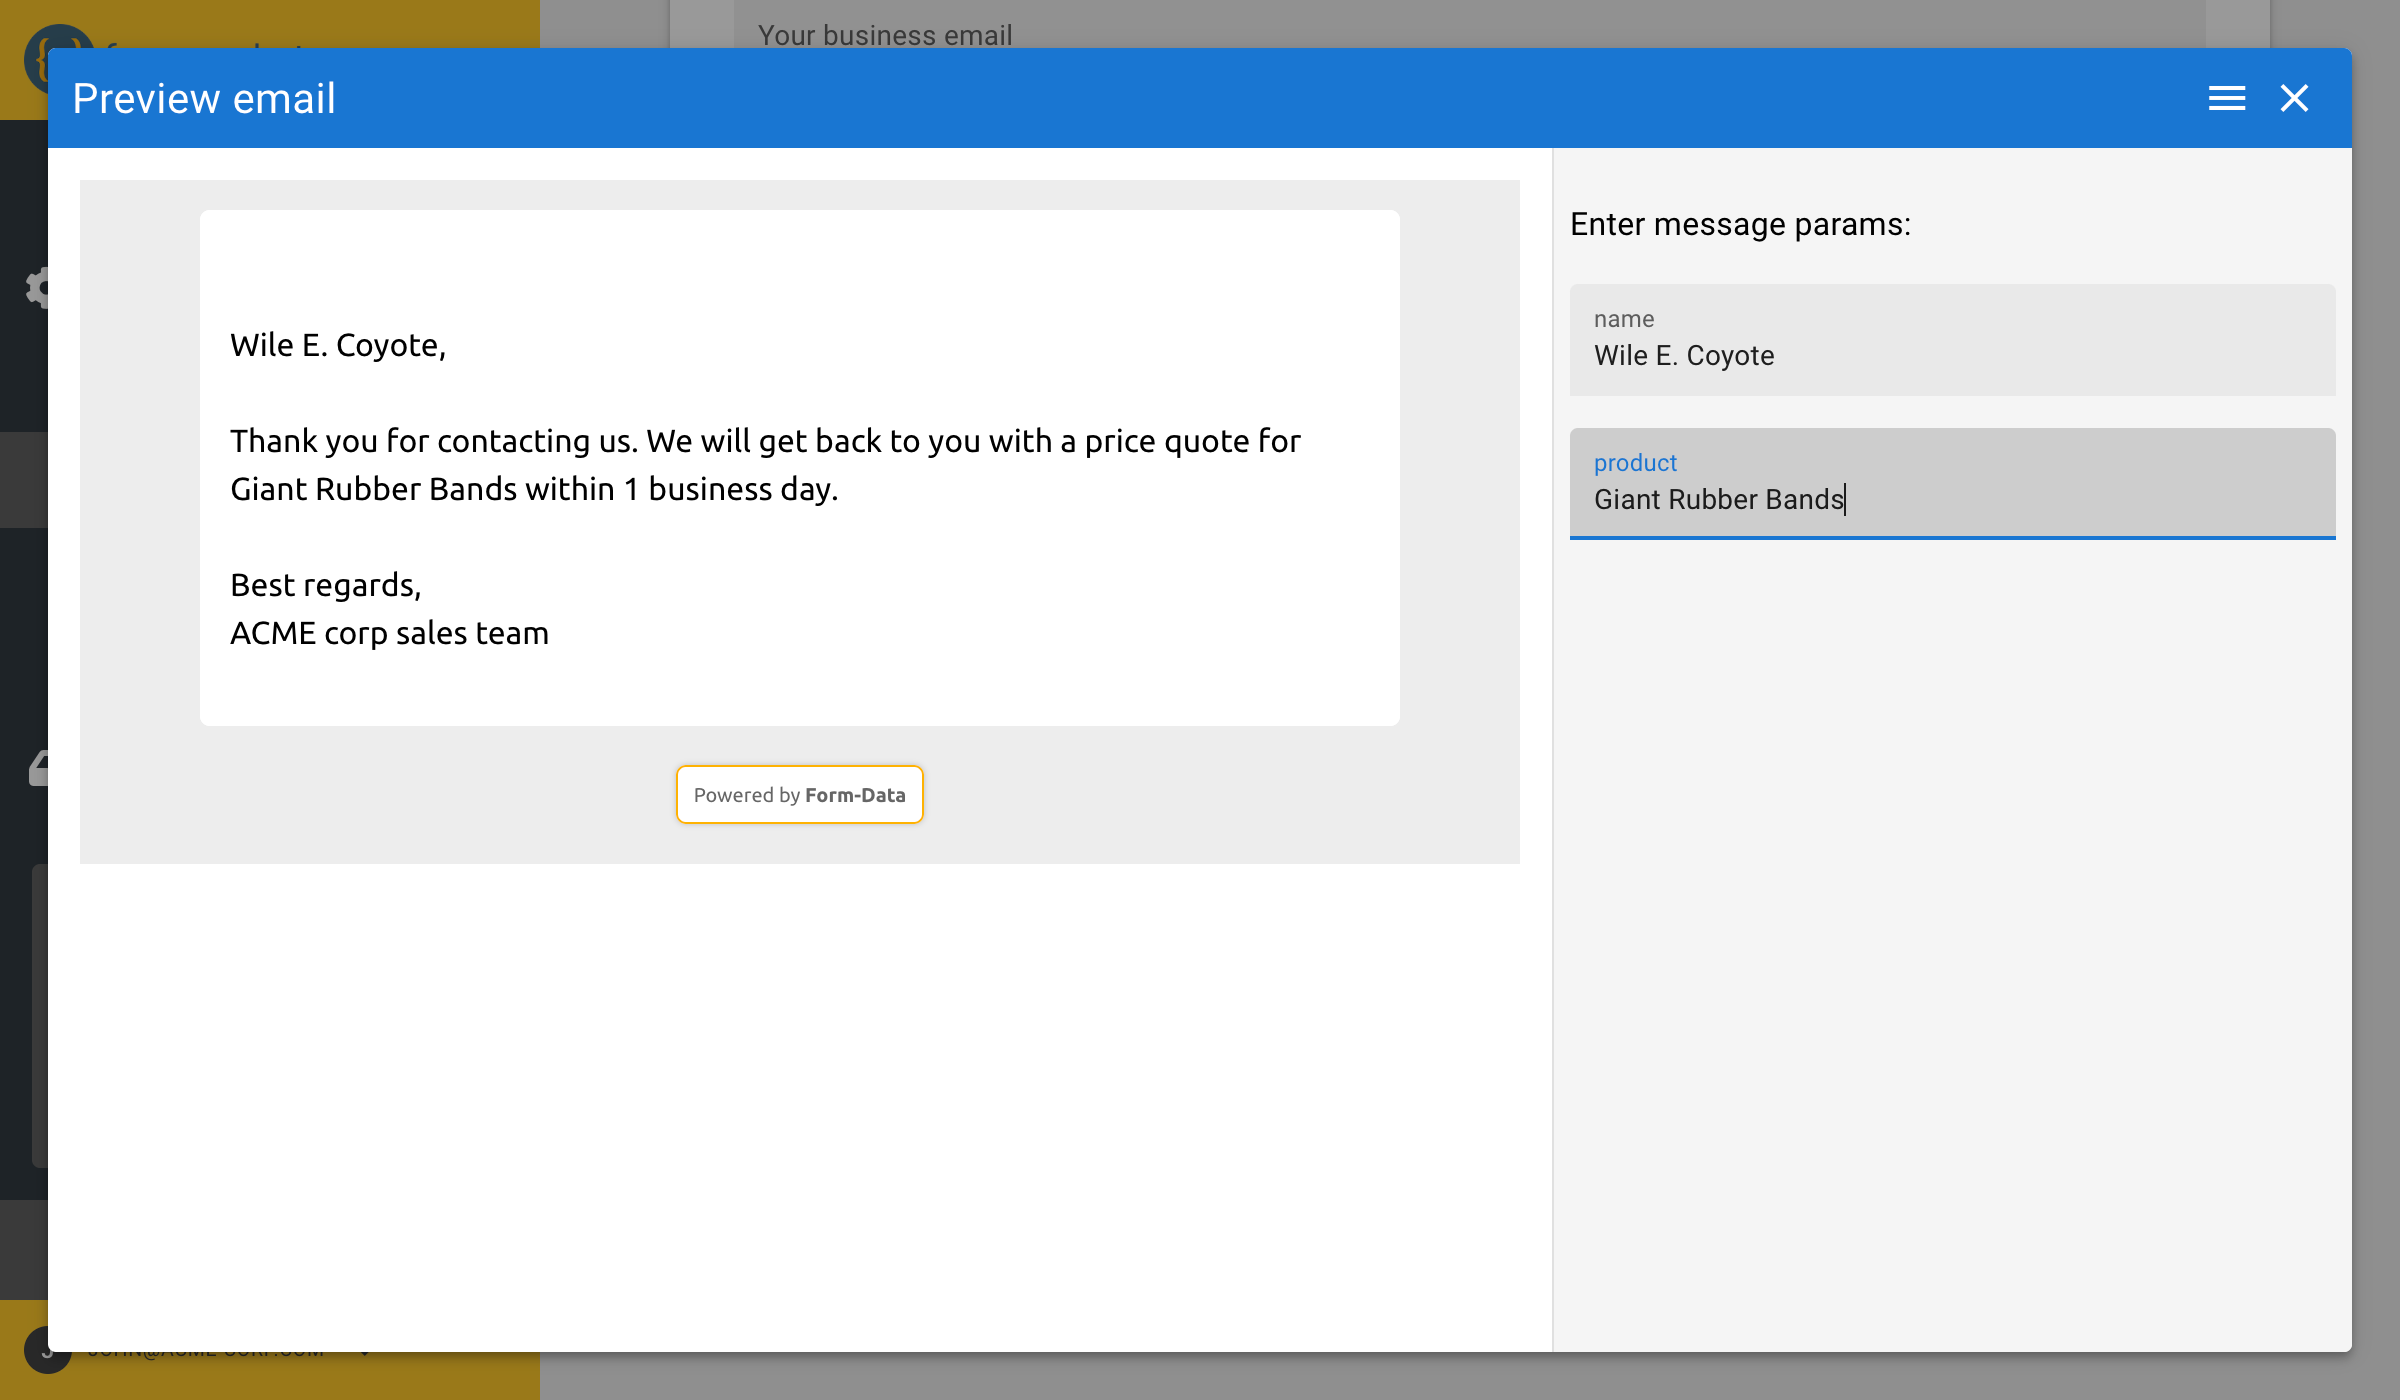 Your business email
Preview email
Enter message params:
name
Wile E. Coyote
product
Giant Rubber Bands
Wile E. Coyote,
Thank you for contacting us. We will get back to you with a price quote for
Giant Rubber Bands within 1 business day.
Best regards,
ACME corp sales team
Powered by Form-Data